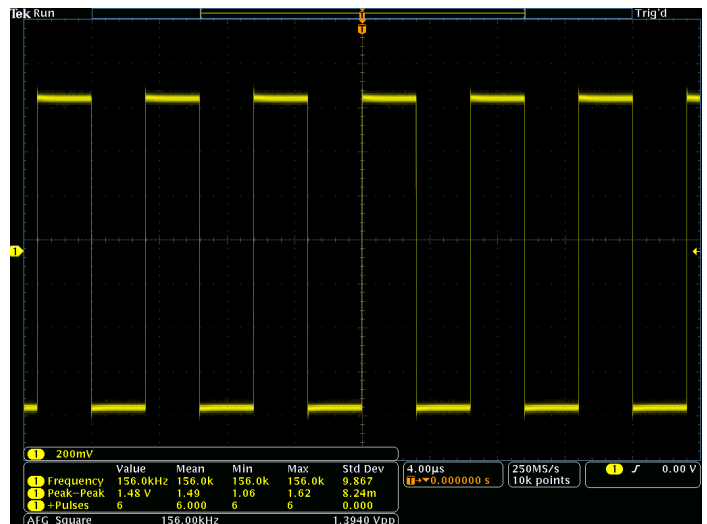 Tek Run Trig'd
T
1
1 200mV
Value Mean Min Max Std Dev
1 Frequency 156.0kHz 156.0k 156.0k 156.0k 9.867
1 Peak-Peak 1.48 V 1.49 1.06 1.62 8.24m
1 +Pulses 6 6.000 6 6 0.000
4.00μs
T→▼0.000000 s
250MS/s
10k points
1 0.00 V
AFG Square 156.00kHz 1.3940 Vpp